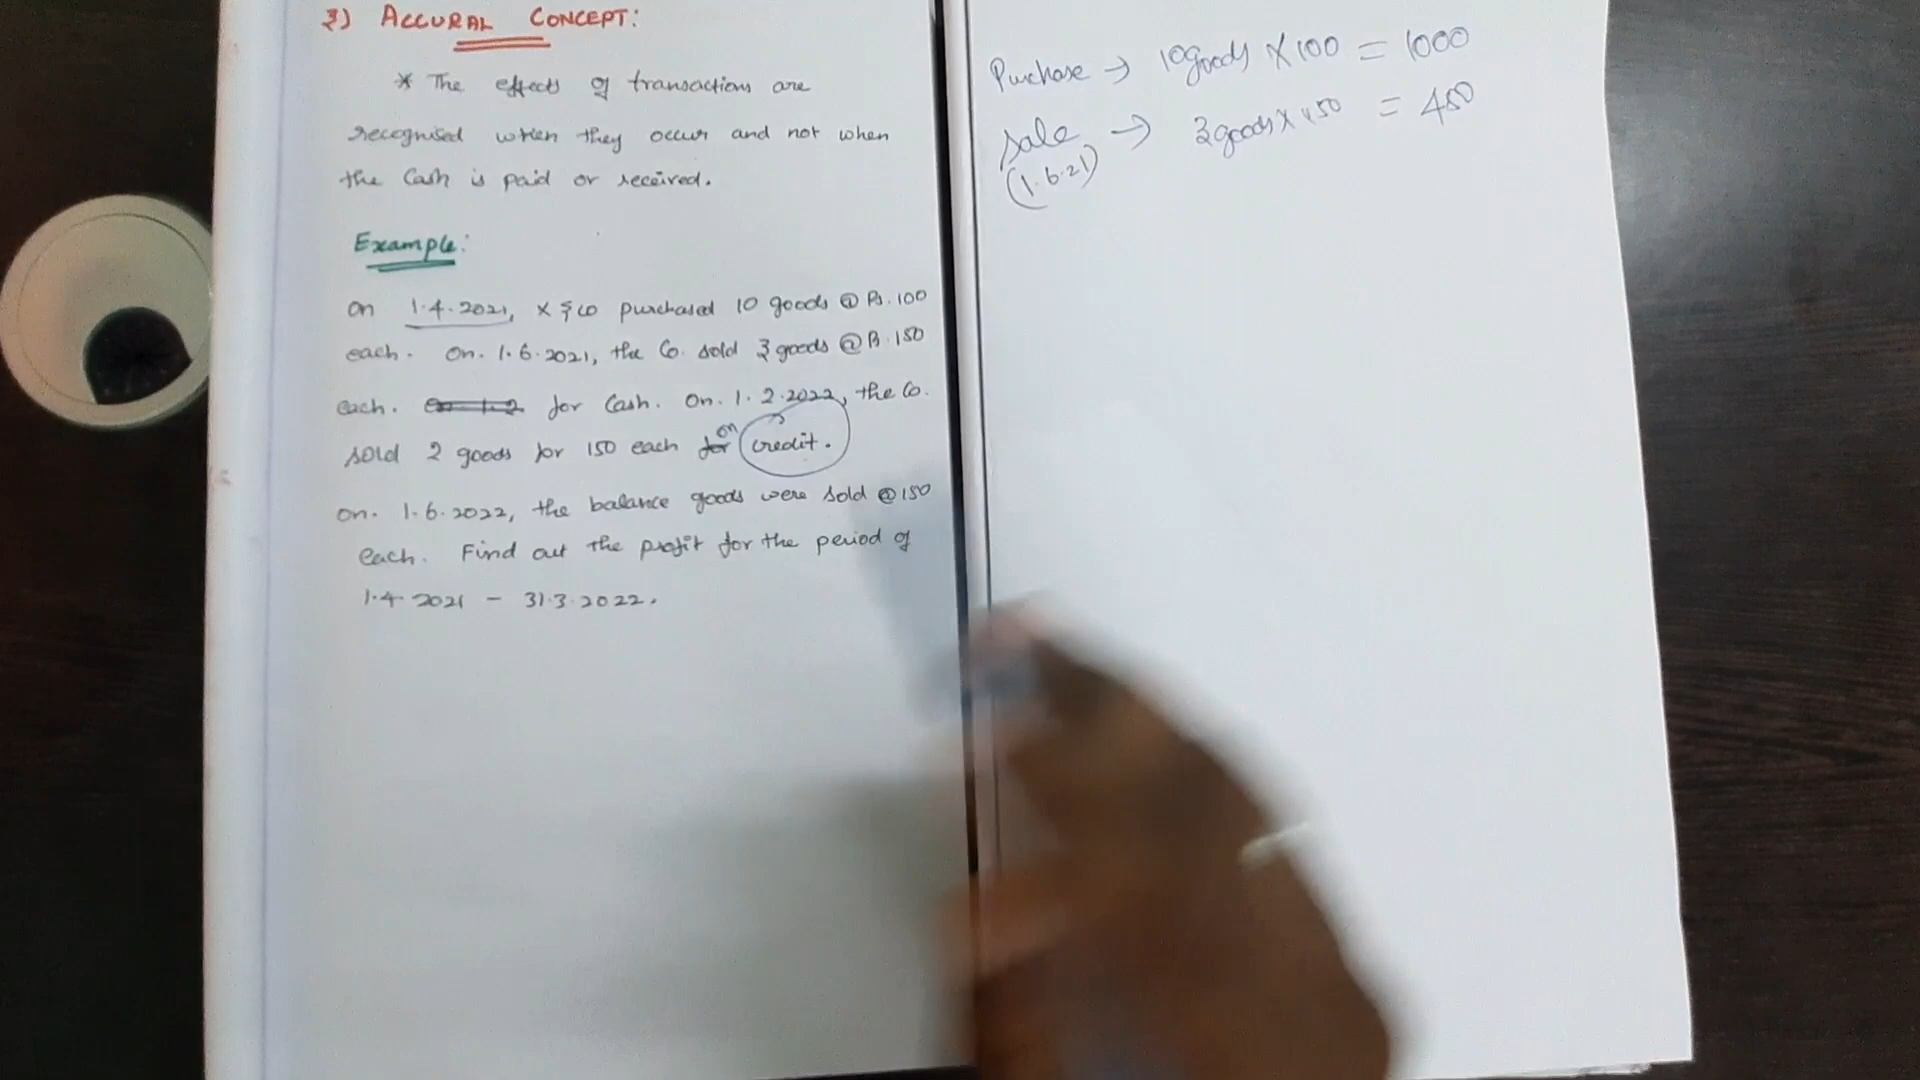 3) ACCURAL CONCEPT:
* The effects of transactions are
recognised when they occur and not when
the Cash is paid or received.
Example:
On 1.4.2021, X & Co purchased 10 goods @ Rs.100
each. On. 1.6.2021, the Co. sold 3 goods @ Rs.150
each. for Cash. On. 1.2.2022, the Co.
sold 2 goods for 150 each on credit.
On. 1.6.2022, the balance goods were sold @ 150
each. Find out the profit for the period of
1.4.2021 - 31.3.2022.
Purchase → 10goods X 100 = 1000
Sale → 3goods X 150 = 450
(1.6.21)